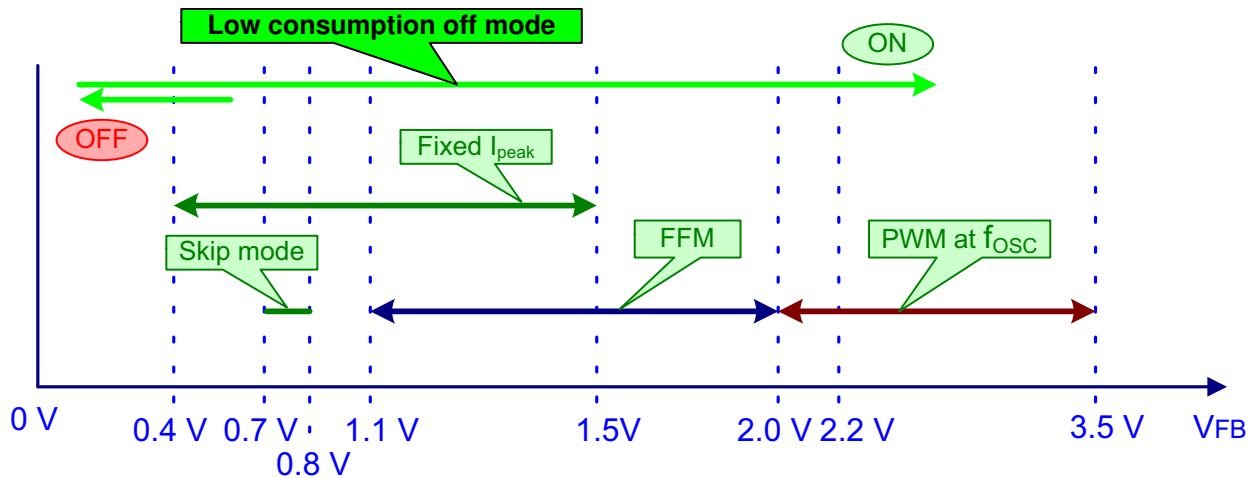 Low consumption off mode
ON
OFF
Fixed Ipeak
Skip mode
FFM
PWM at fOSC
0 V
0.4 V
0.7 V
0.8 V
1.1 V
1.5V
2.0 V
2.2 V
3.5 V
VFB